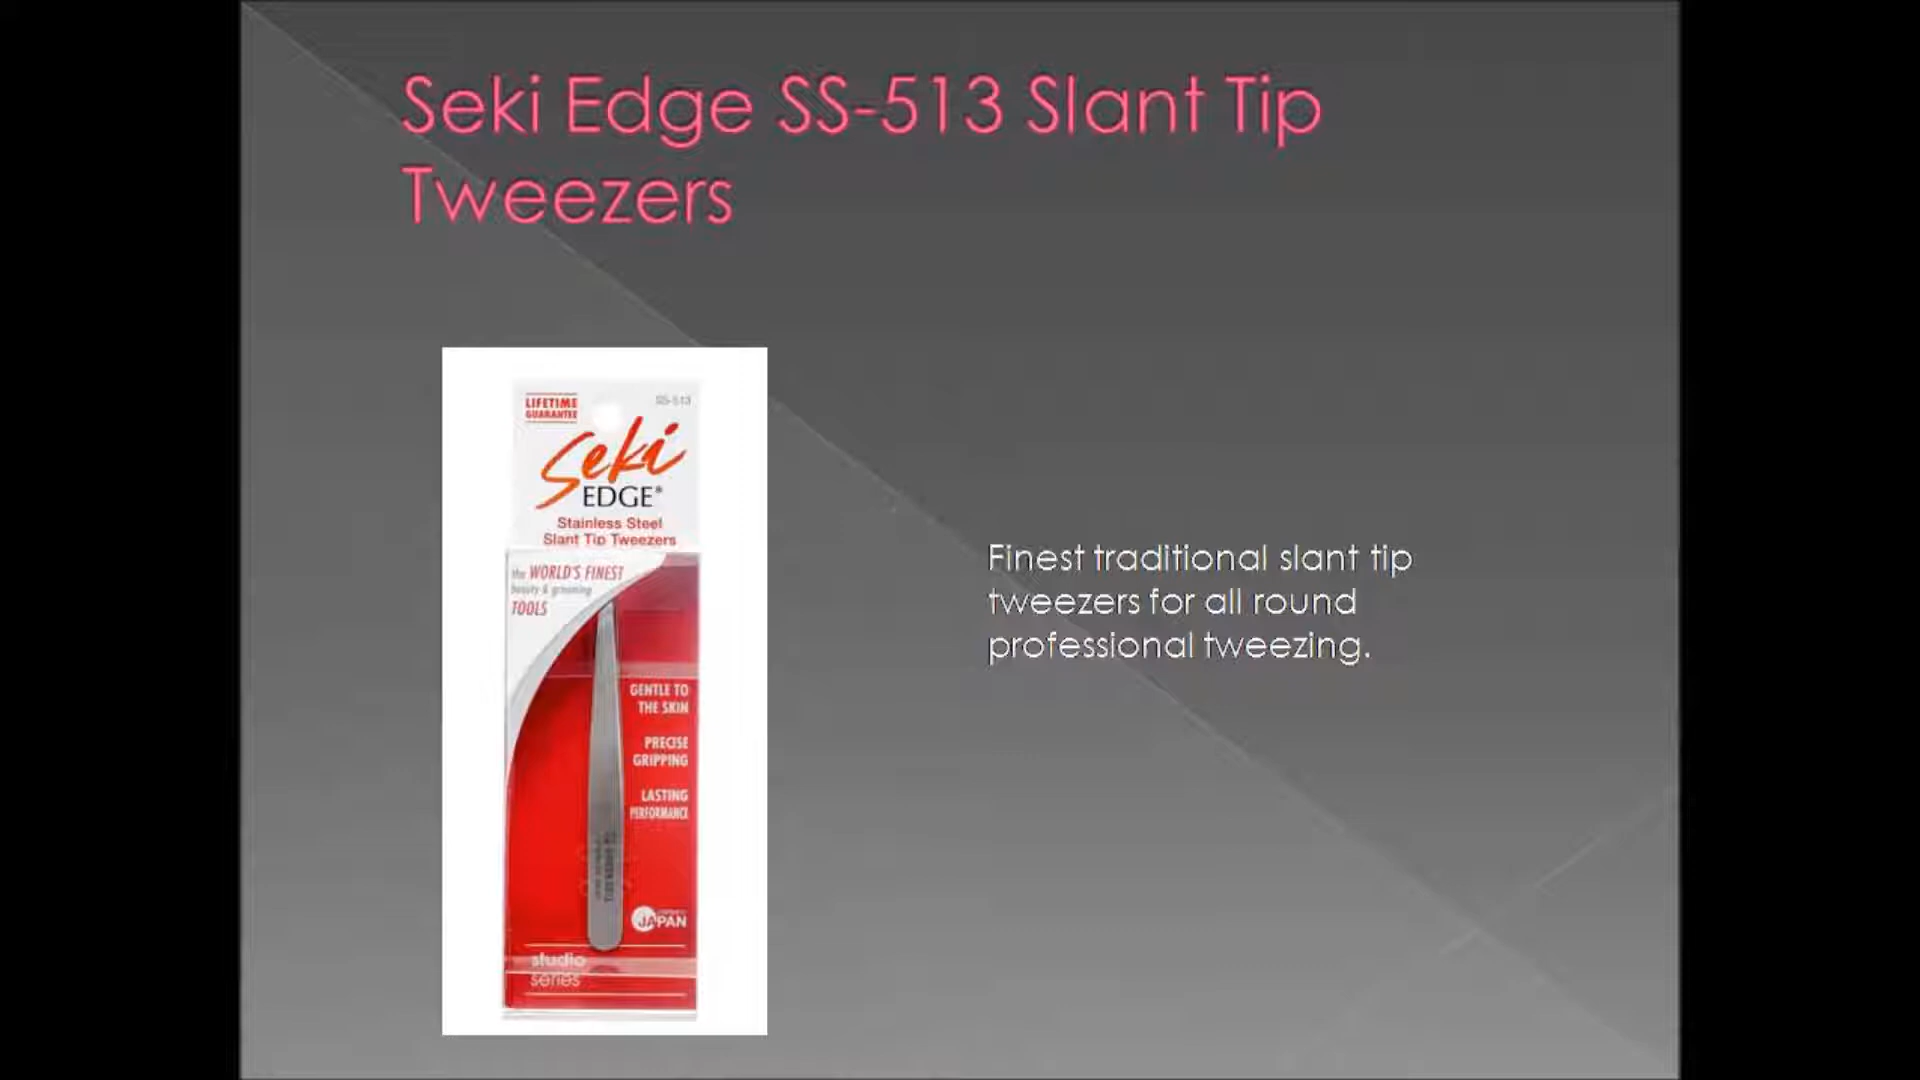 Seki Edge SS-513 Slant Tip
Tweezers
LIFETIME
GUARANTEE
SS-513
Seki
EDGE®
Stainless Steel
Slant Tip Tweezers
the WORLD'S FINEST
beauty & grooming
TOOLS
GENTLE TO
THE SKIN
PRECISE
GRIPPING
LASTING
PERFORMANCE
JAPAN
studio
series
Finest traditional slant tip
tweezers for all round
professional tweezing.